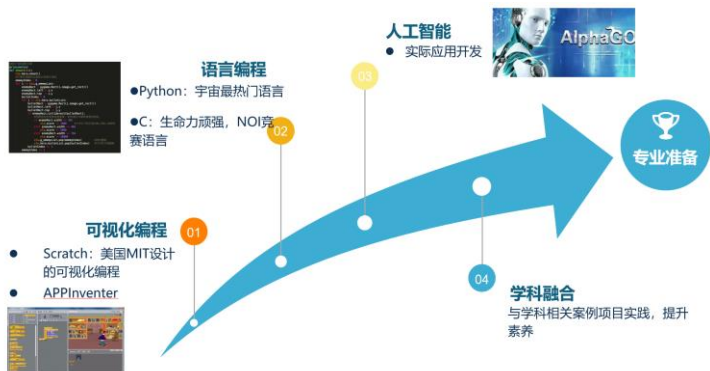 人工智能
● 实际应用开发
AlphaGO
语言编程
●Python：宇宙最热门语言
●C：生命力顽强，NOI竞
赛语言
03
02
专业准备
可视化编程
01
● Scratch：美国MIT设计
的可视化编程
● APPInventer
04
学科融合
与学科相关案例项目实践，提升
素养